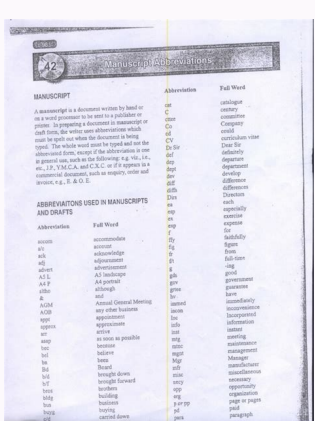 42
Manuscript Abbreviations
MANUSCRIPT
A manuscript is a document written by hand or
on a word processor to be sent to a publisher or
printer. In preparing a document in manuscript or
draft form, the writer uses abbreviations which
must be spelt out when the document is being
typed. The whole word must be typed and not the
abbreviated form, except if the abbreviation is one
in general use, such as the following: e.g. viz., i.e.,
etc., J.P., Y.M.C.A. and C.X.C. or if it appears in a
commercial document, such as enquiry, order and
invoice, e.g., E. & O. E.
ABBREVIATIONS USED IN MANUSCRIPTS
AND DRAFTS
Abbreviation Full Word
accom accommodate
a/c account
ack acknowledge
adj adjournment
advert advertisement
A5 L A5 landscape
A4 P A4 portrait
altho although
& and
AGM Annual General Meeting
AOB any other business
appt appointment
approx approximate
arr arrive
asap as soon as possible
bec because
bel believe
bn been
Bd Board
b/d brought down
b/f brought forward
bros brothers
bldg building
bus business
buyg buying
carried down
Abbreviation Full Word
cat catalogue
C century
cttee committee
Co Company
cd could
CV curriculum vitae
Dr Sir Dear Sir
def definitely
dep departure
dept department
dev develop
diff difference
diffs differences
Dirs Directors
ea each
esp especially
ex exercise
exp expense
f for
ffy faithfully
fig figure
fr from
full-time
g -ing
gd good
gov government
gntee guarantee
hv have
immed immediately
incon inconvenience
Inc Incorporated
info information
inst instant
mtg meeting
mtnc maintenance
mgmt management
Mgr Manager
mfr manufacturer
misc miscellaneous
necy necessary
opp opportunity
org organization
p or pp page or pages
pd paid
para paragraph